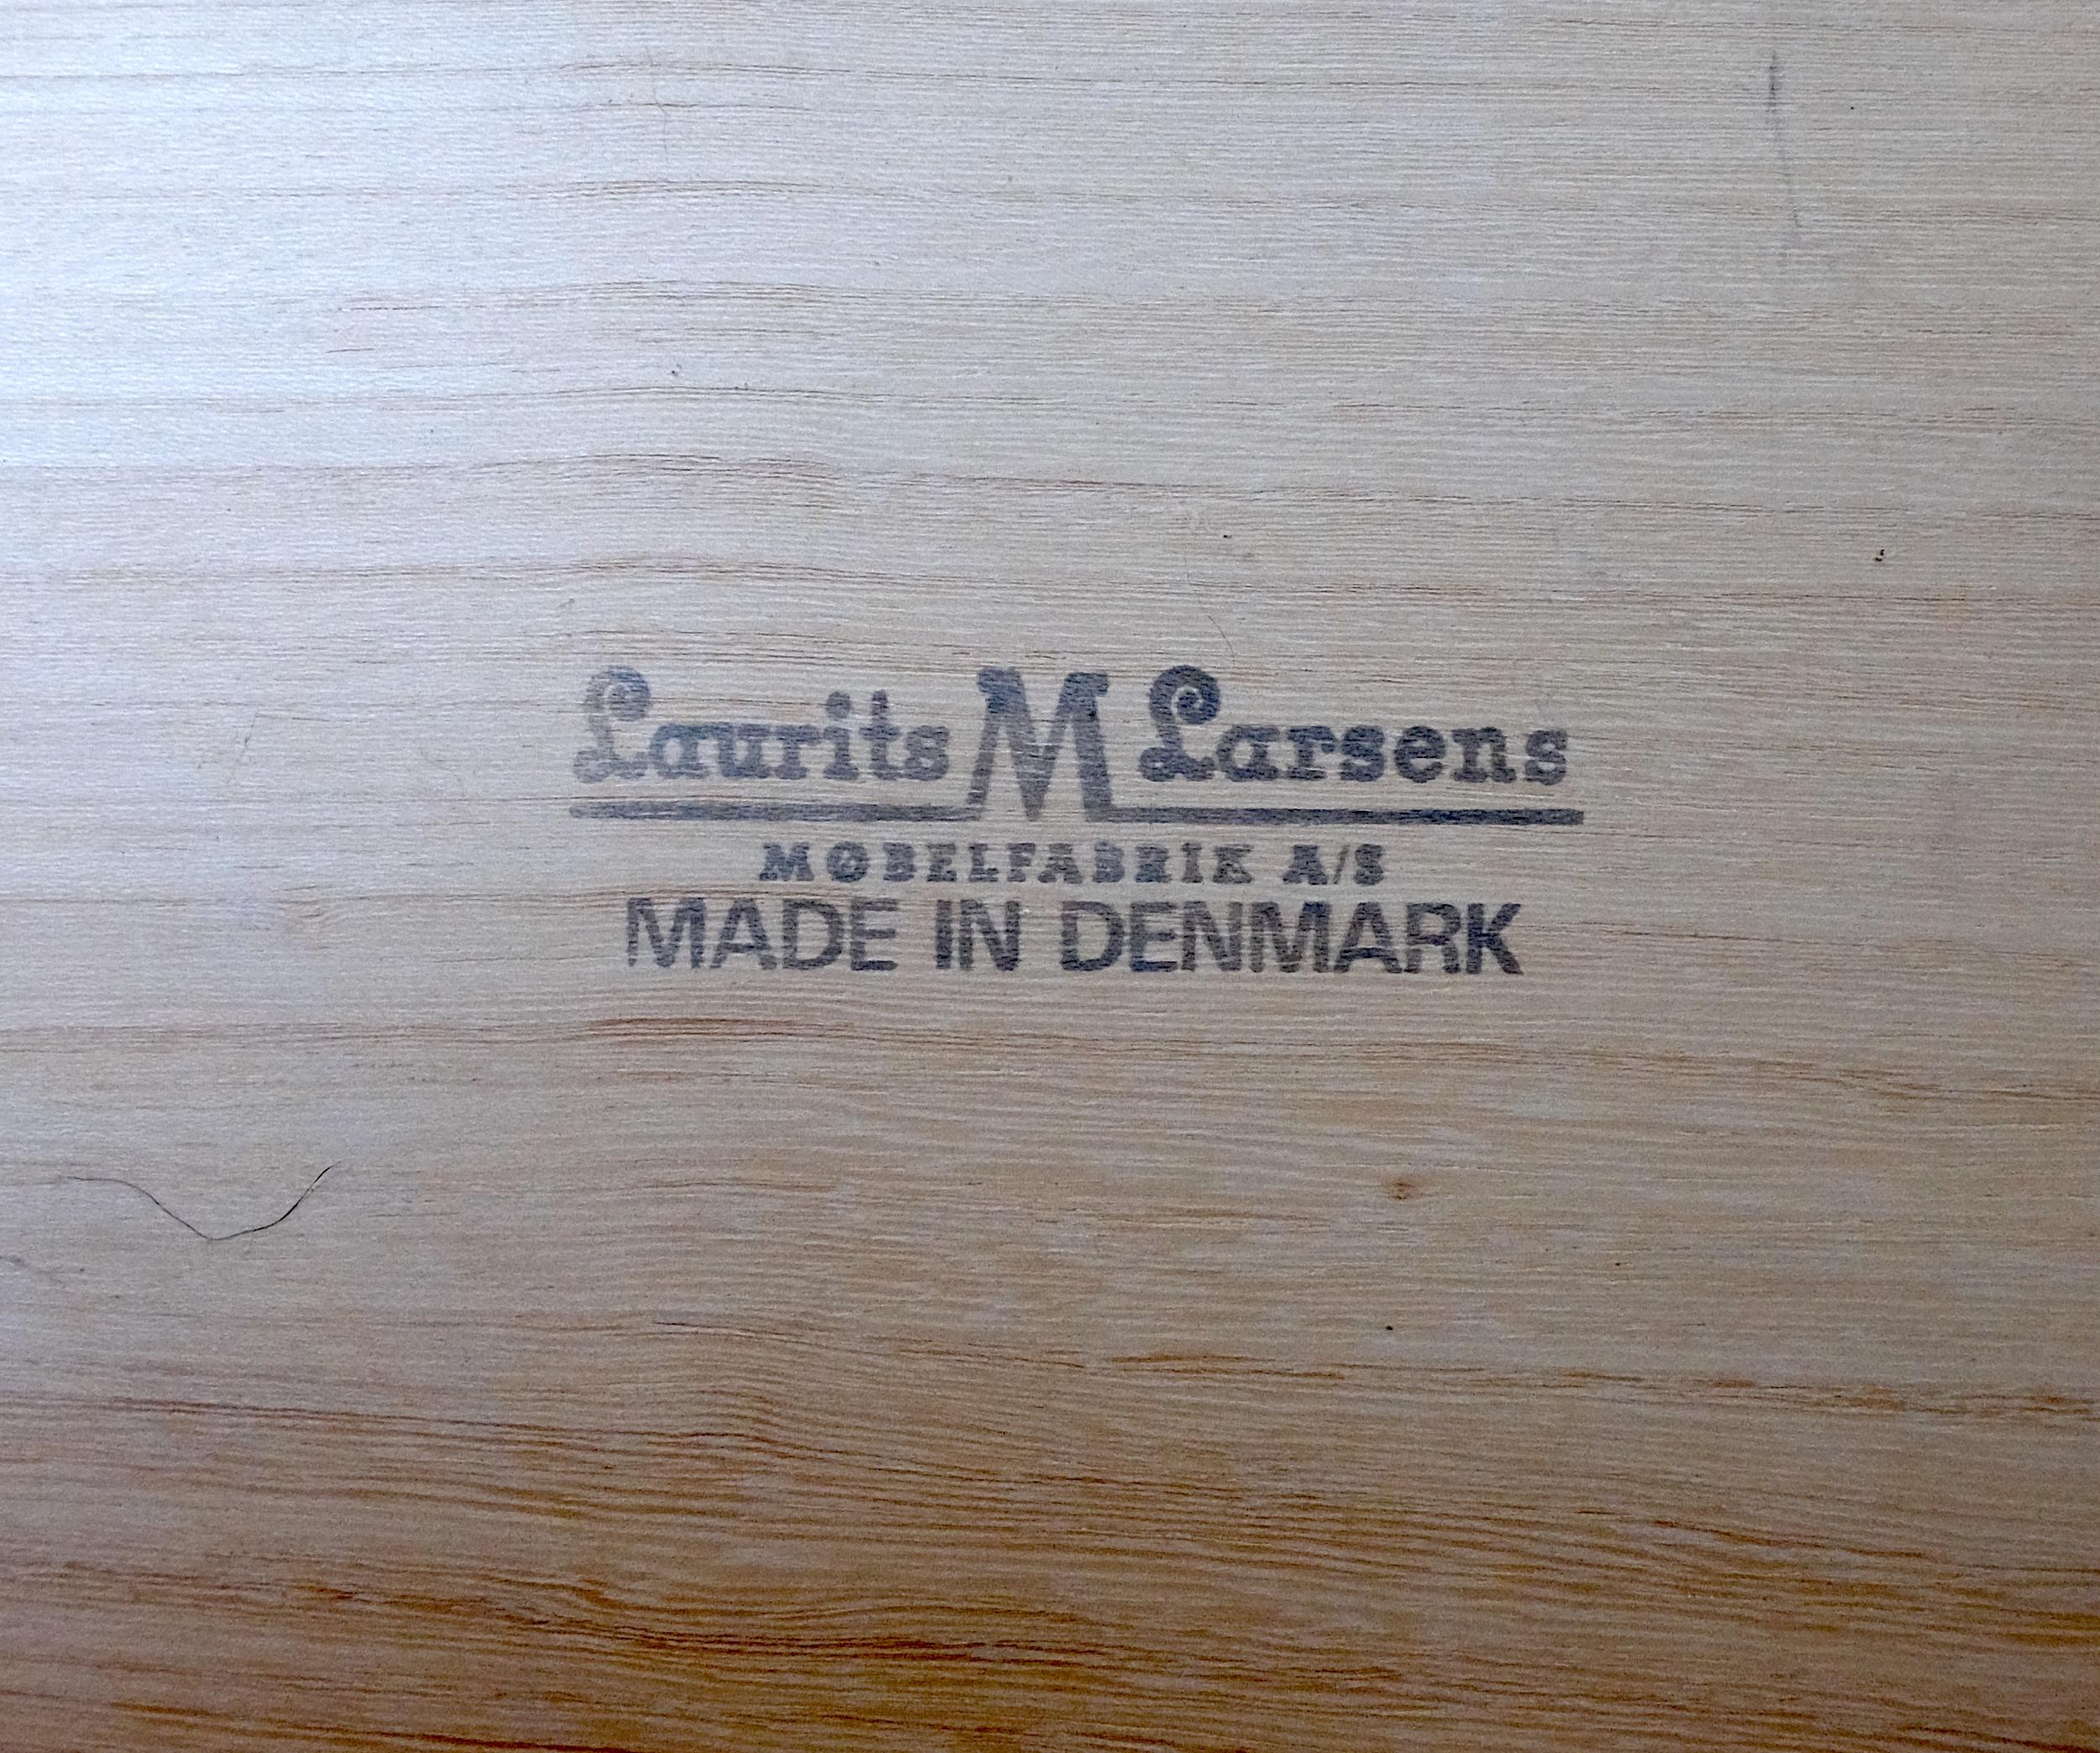 Laurits M Larsens
MØBELFABRIK A/S
MADE IN DENMARK